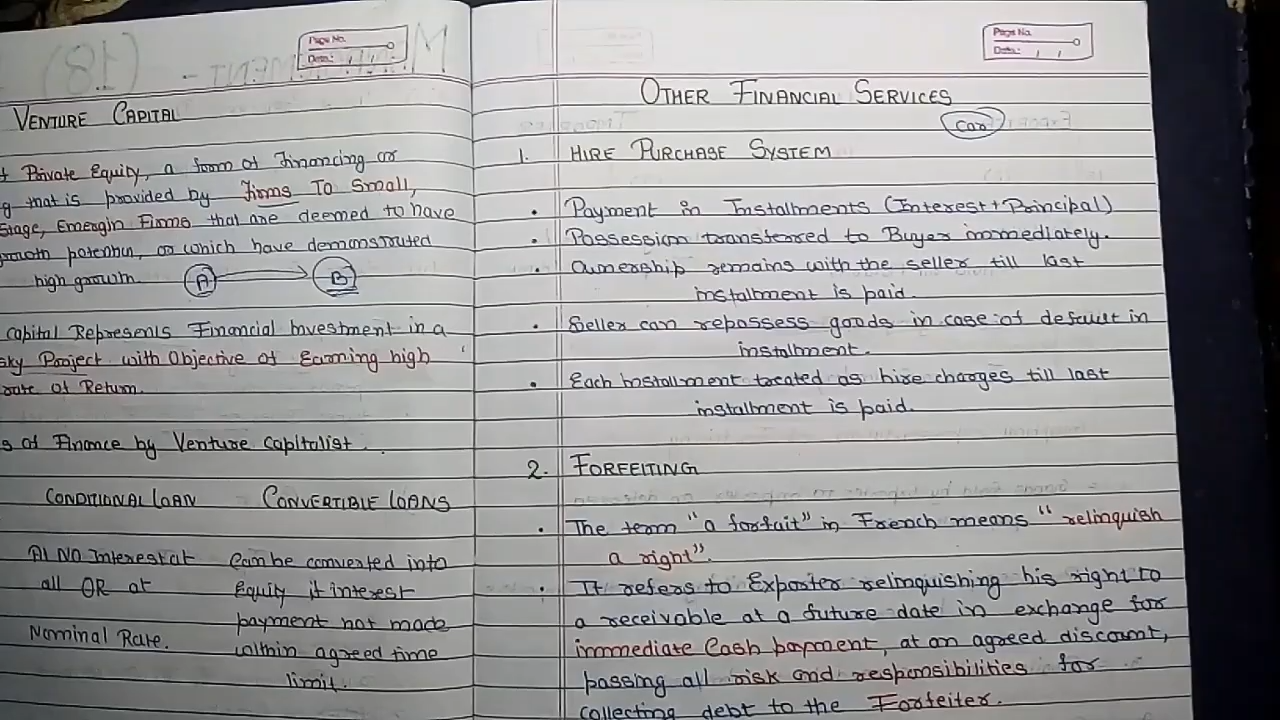 Page No.
Date:
VENTURE CAPITAL
Private Equity, a form of Financing or
g that is provided by Firms To Small,
Stage, Emergin Firms that are deemed to have
growth potentian, or which have demonstrated
high growth. A B
Capital Represents Financial Investment in a
sky Project with Objective of Earning high
rate of Return.
s of Finance by Venture Capitalist.
CONDITIONAL LOAN CONVERTIBLE LOANS
A) No Interest at Can be converted into
all OR at Equity if interest
payment not made
Nominal Rate. within agreed time
limit.
Page No.
Date:
OTHER FINANCIAL SERVICES
Car
1. HIRE PURCHASE SYSTEM
• Payment in Installments (Interest+Principal)
• Possession transferred to Buyer immediately.
• Ownership remains with the seller till last
installment is paid.
• Seller can repossess goods in case of default in
installment.
• Each installment treated as hire charges till last
installment is paid.
2. FORFEITING
• The term "a forfait" in French means "relinquish
a right".
• It refers to Exporter relinquishing his right to
a receivable at a future date in exchange for
immediate Cash payment, at an agreed discount,
passing all risk and responsibilities for
collecting debt to the Forfeiter.